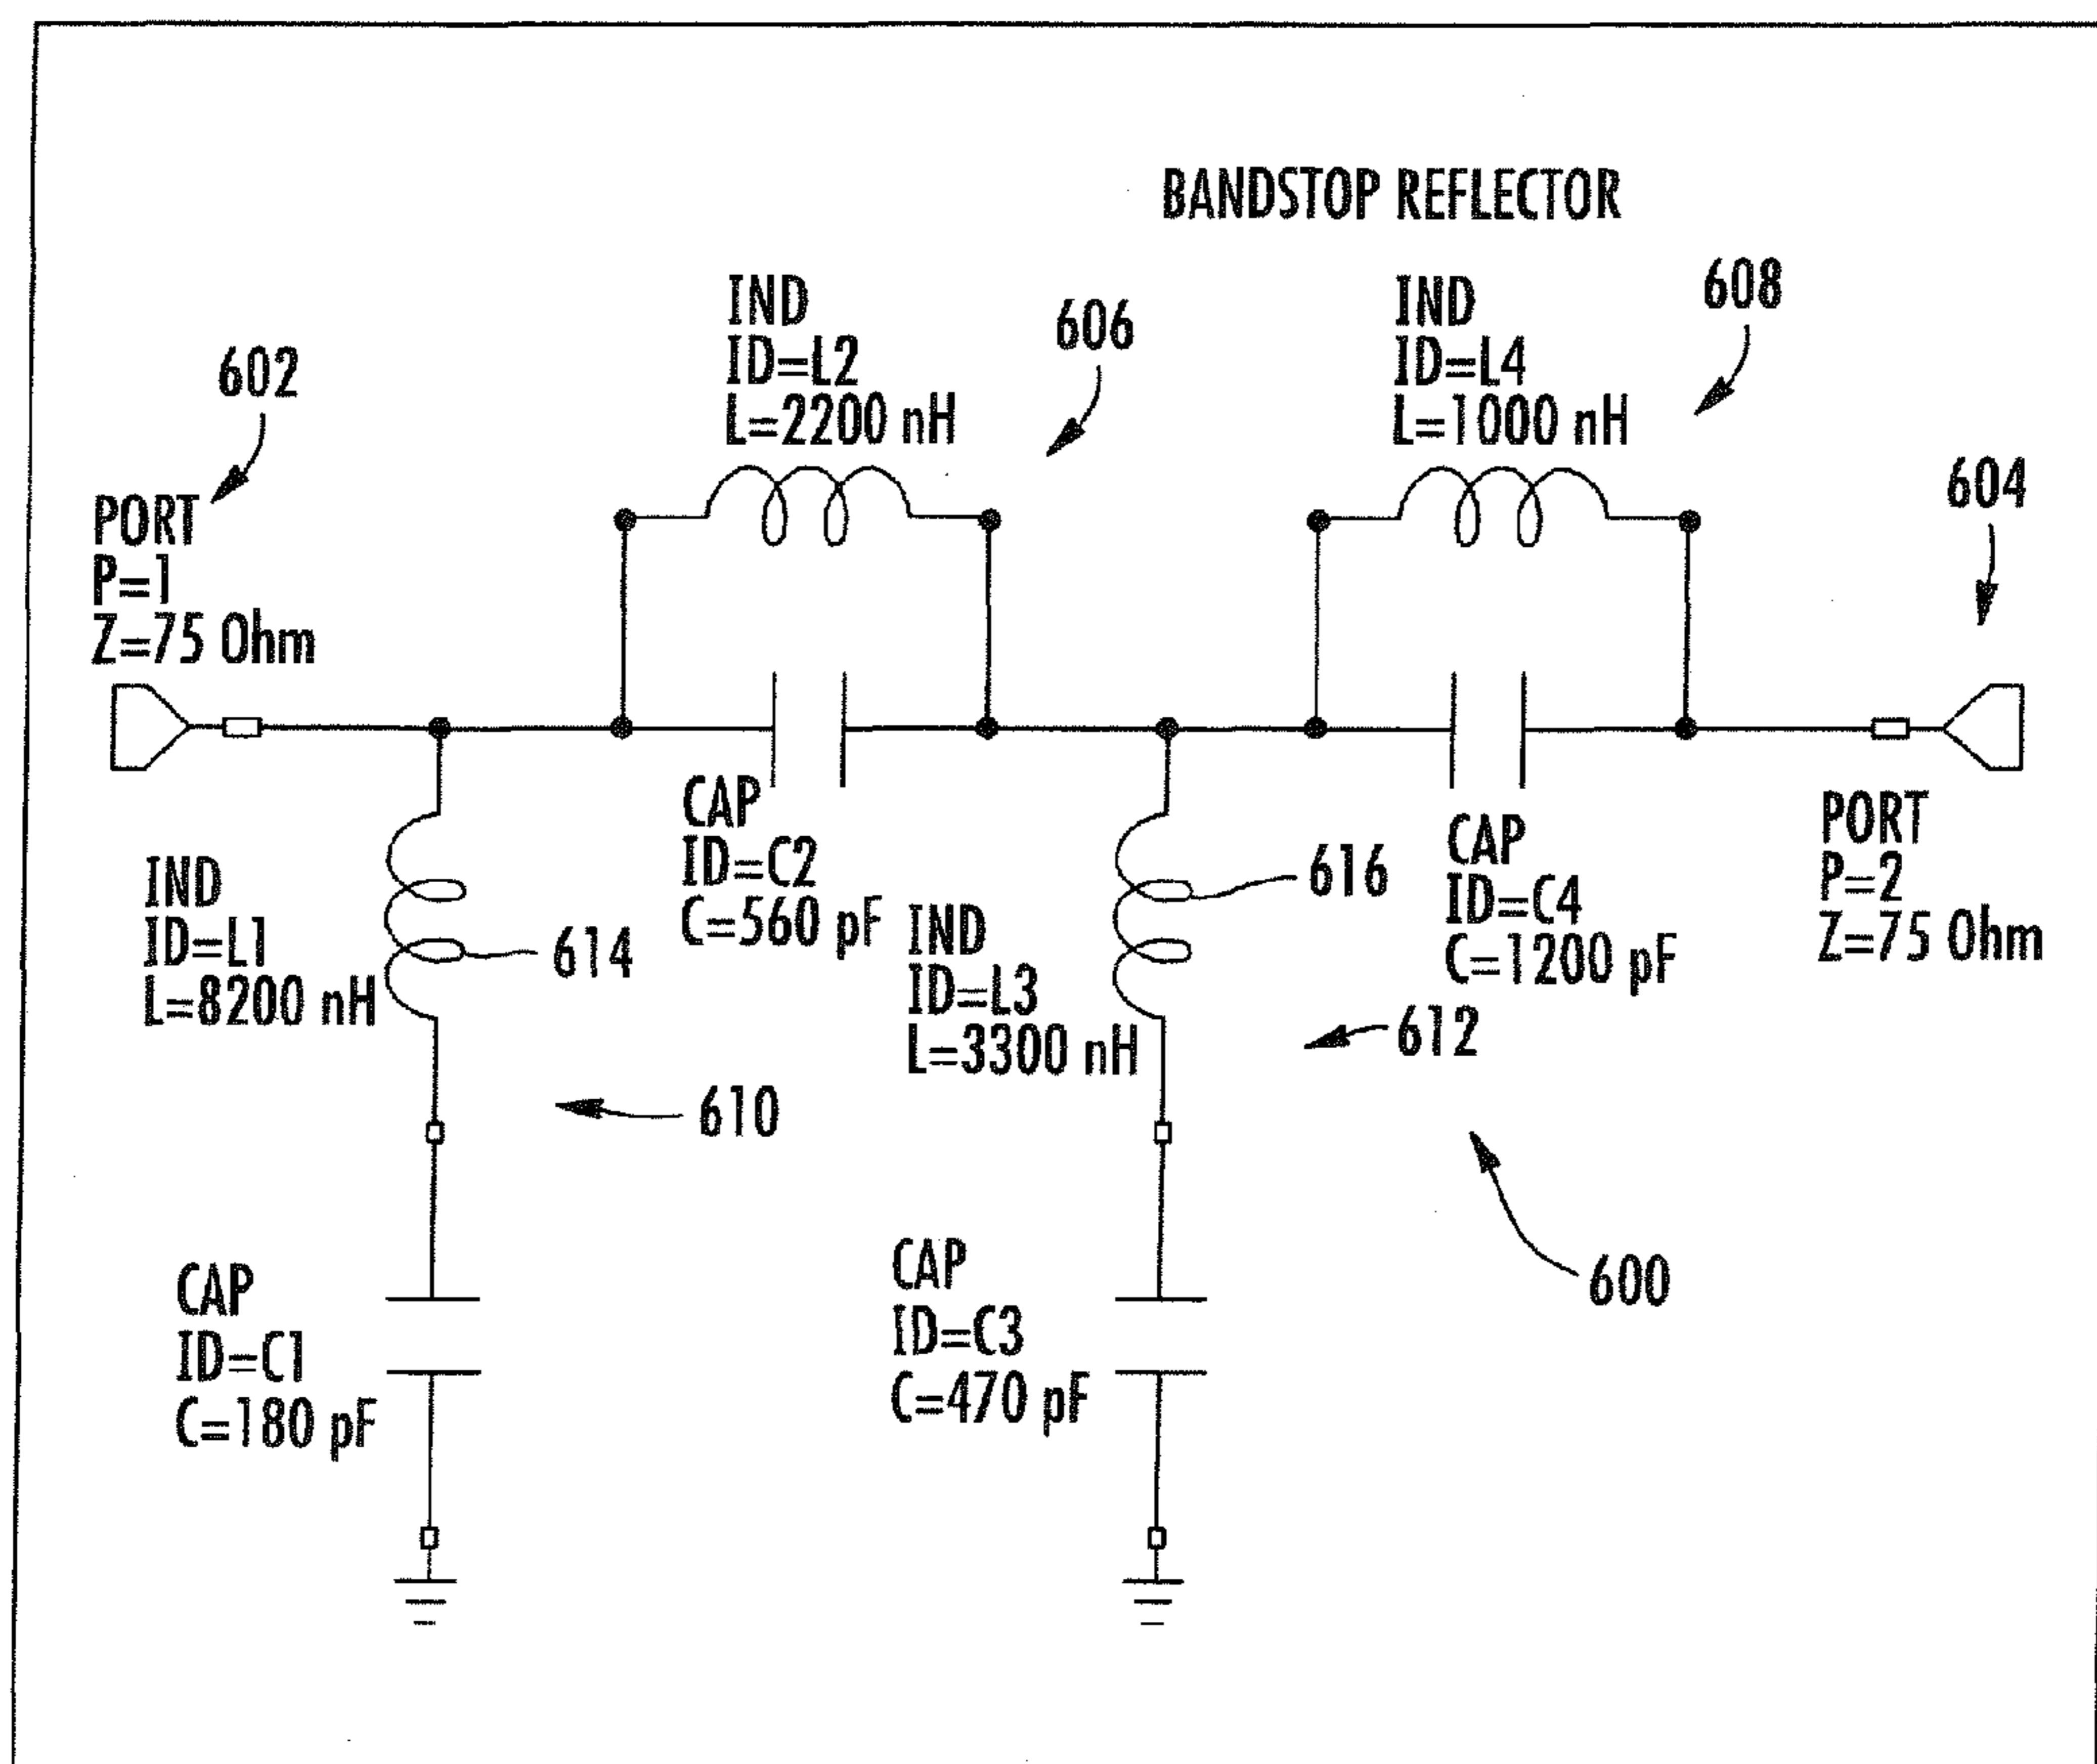 BANDSTOP REFLECTOR
602
PORT
P=1
Z=75 Ohm
IND
ID=L2
L=2200 nH
606
IND
ID=L4
L=1000 nH
608
604
IND
ID=L1
L=8200 nH
614
CAP
ID=C2
C=560 pF
IND
ID=L3
L=3300 nH
616
CAP
ID=C4
C=1200 pF
PORT
P=2
Z=75 Ohm
612
610
600
CAP
ID=C1
C=180 pF
CAP
ID=C3
C=470 pF